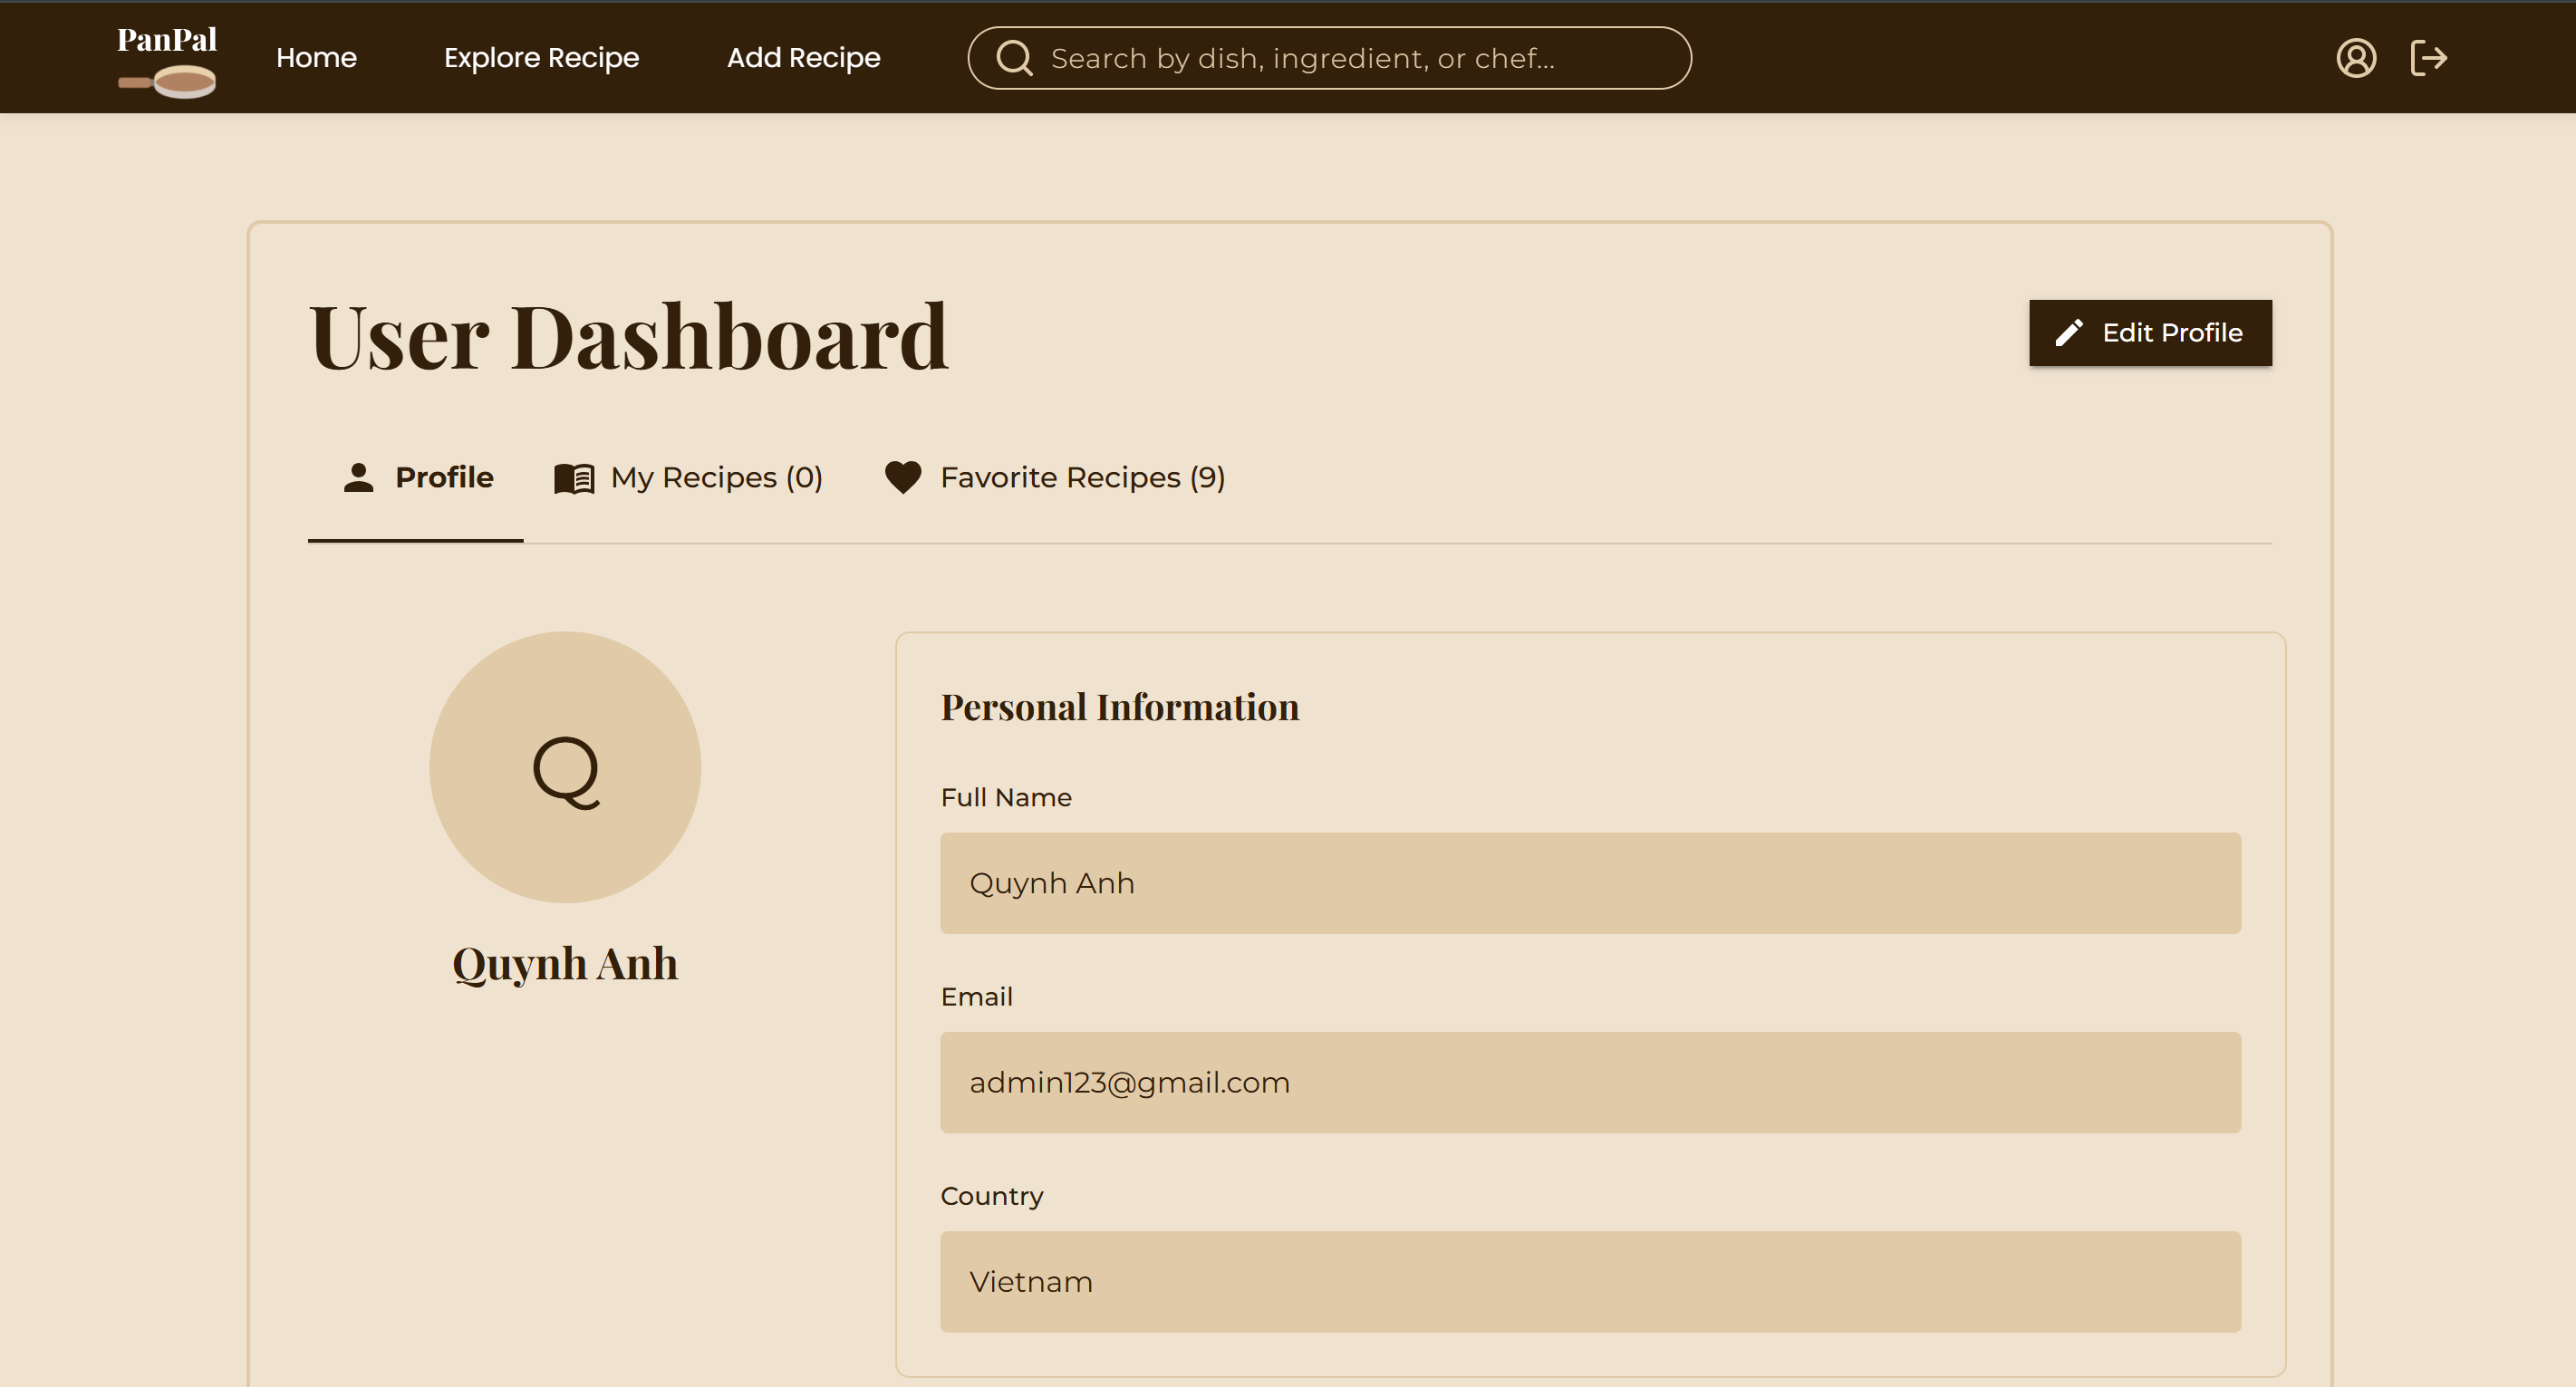 PanPal
Home
Explore Recipe
Add Recipe
Search by dish, ingredient, or chef...
User Dashboard
Edit Profile
Profile
My Recipes (0)
Favorite Recipes (9)
Q
Quynh Anh
Personal Information
Full Name
Quynh Anh
Email
admin123@gmail.com
Country
Vietnam